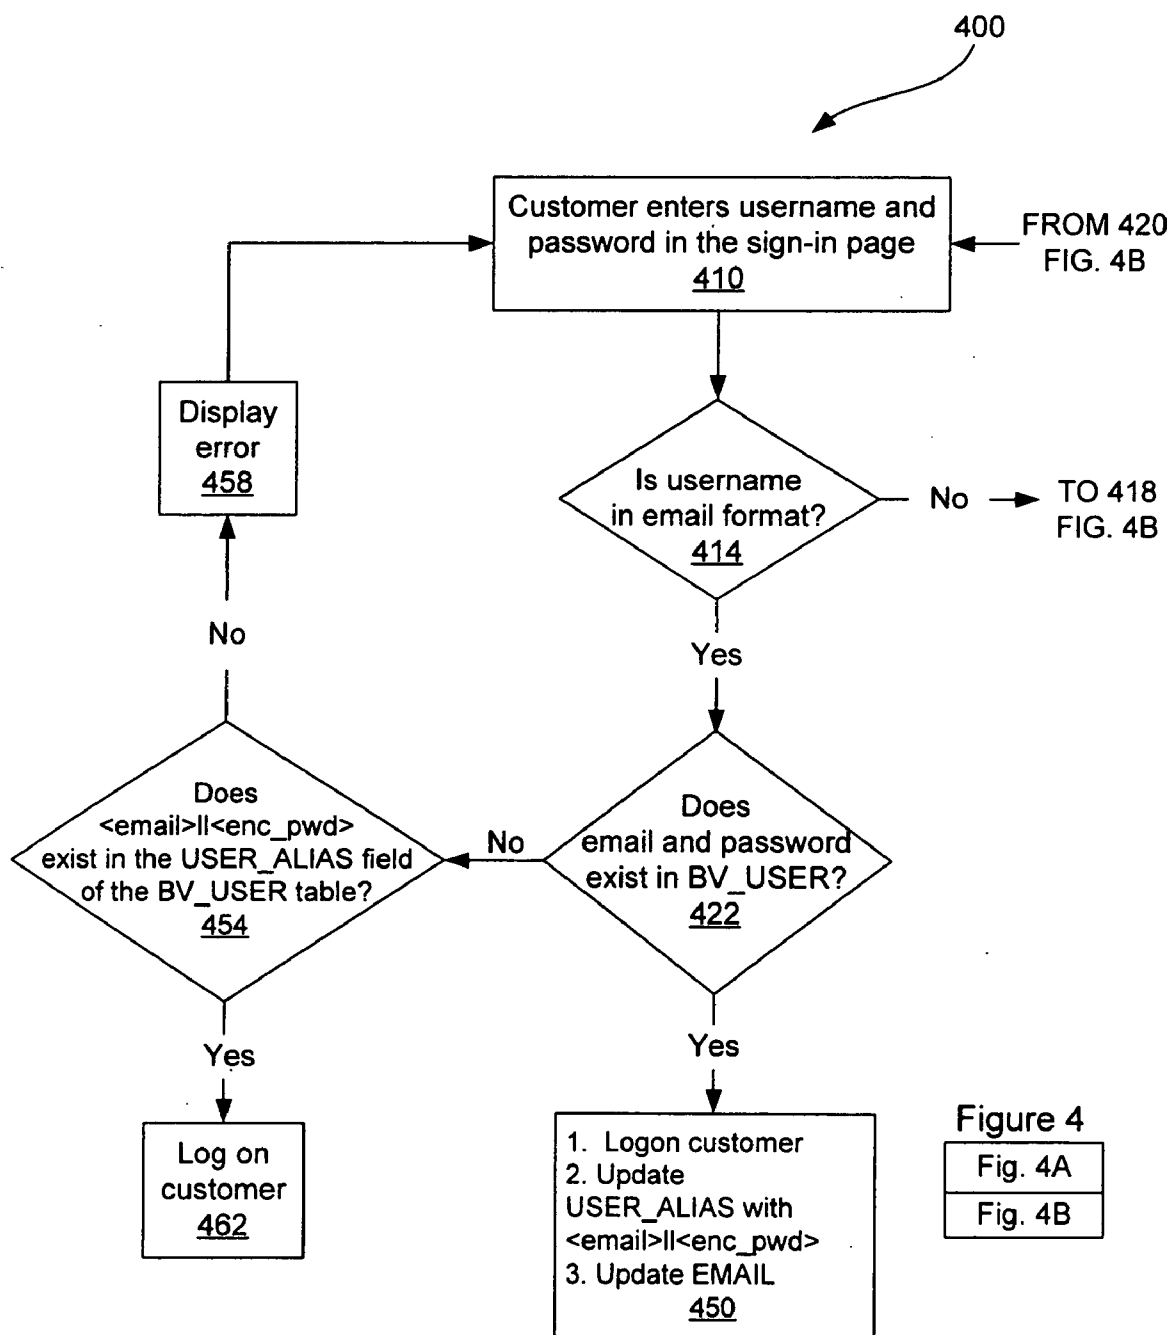 400
Customer enters username and
password in the sign-in page
410
FROM 420
FIG. 4B
Display
error
458
Is username
in email format?
414
No
TO 418
FIG. 4B
No
Yes
Does
<email>ll<enc_pwd>
exist in the USER_ALIAS field
of the BV_USER table?
454
No
Does
email and password
exist in BV_USER?
422
Yes
Yes
Log on
customer
462
1. Logon customer
2. Update
USER_ALIAS with
<email>ll<enc_pwd>
3. Update EMAIL
450
Figure 4
Fig. 4A
Fig. 4B